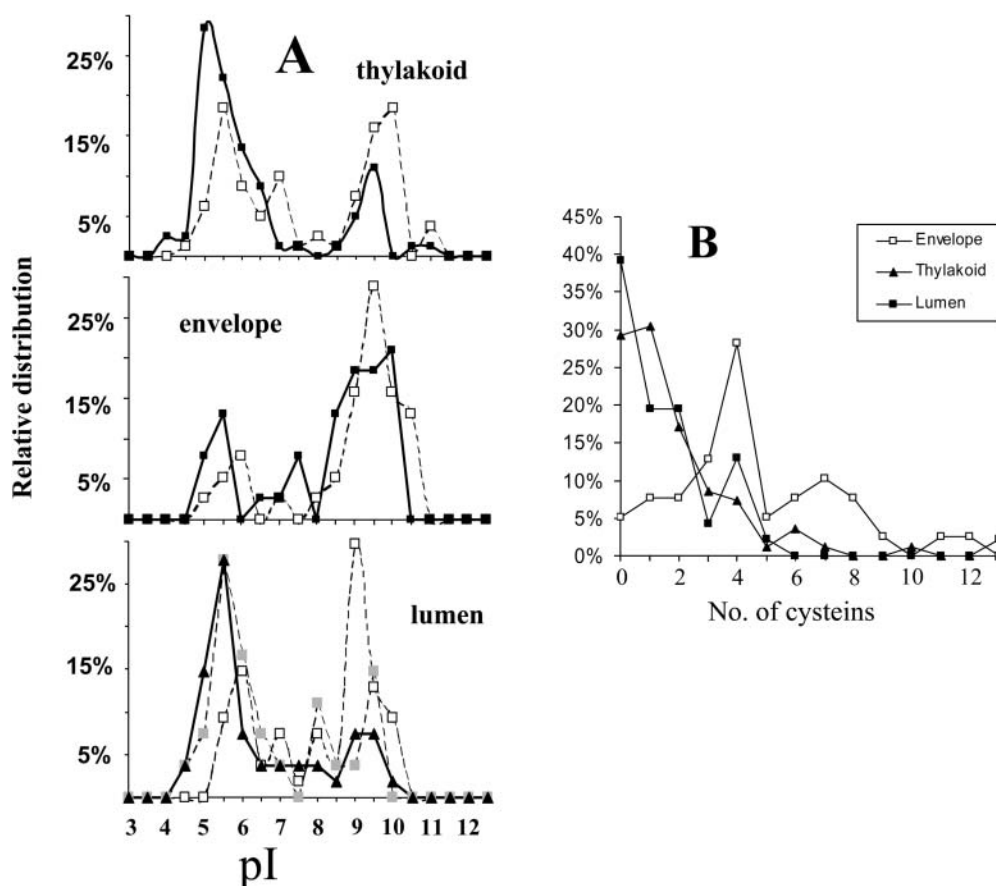 A
thylakoid
25%
15%
5%
envelope
25%
15%
5%
lumen
25%
15%
5%
3 4 5 6 7 8 9 10 11 12
pI
Relative distribution
B
45%
40%
35%
30%
25%
20%
15%
10%
5%
0%
0 2 4 6 8 10 12
No. of cysteins
Envelope
Thylakoid
Lumen